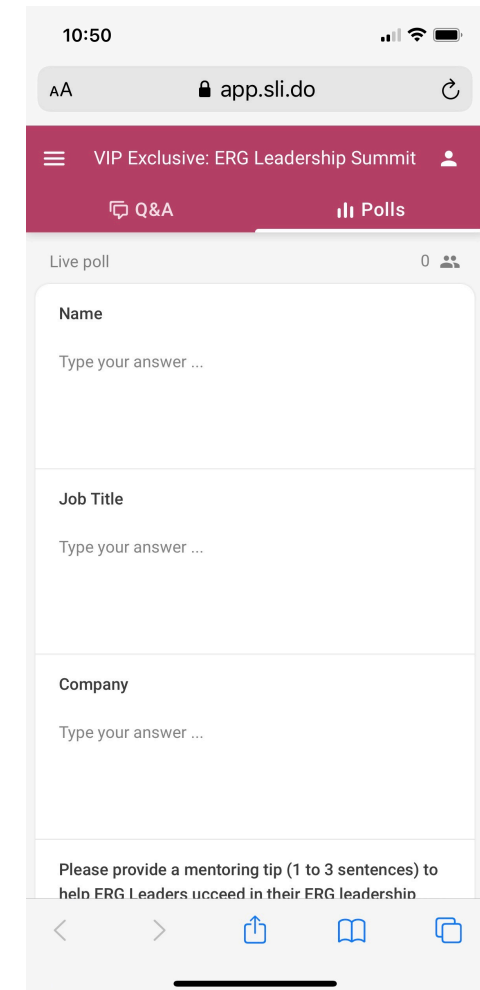 10:50
AA app.sli.do
VIP Exclusive: ERG Leadership Summit
Q&A Polls
Live poll 0
Name
Type your answer ...
Job Title
Type your answer ...
Company
Type your answer ...
Please provide a mentoring tip (1 to 3 sentences) to
help ERG Leaders ucceed in their ERG leadership